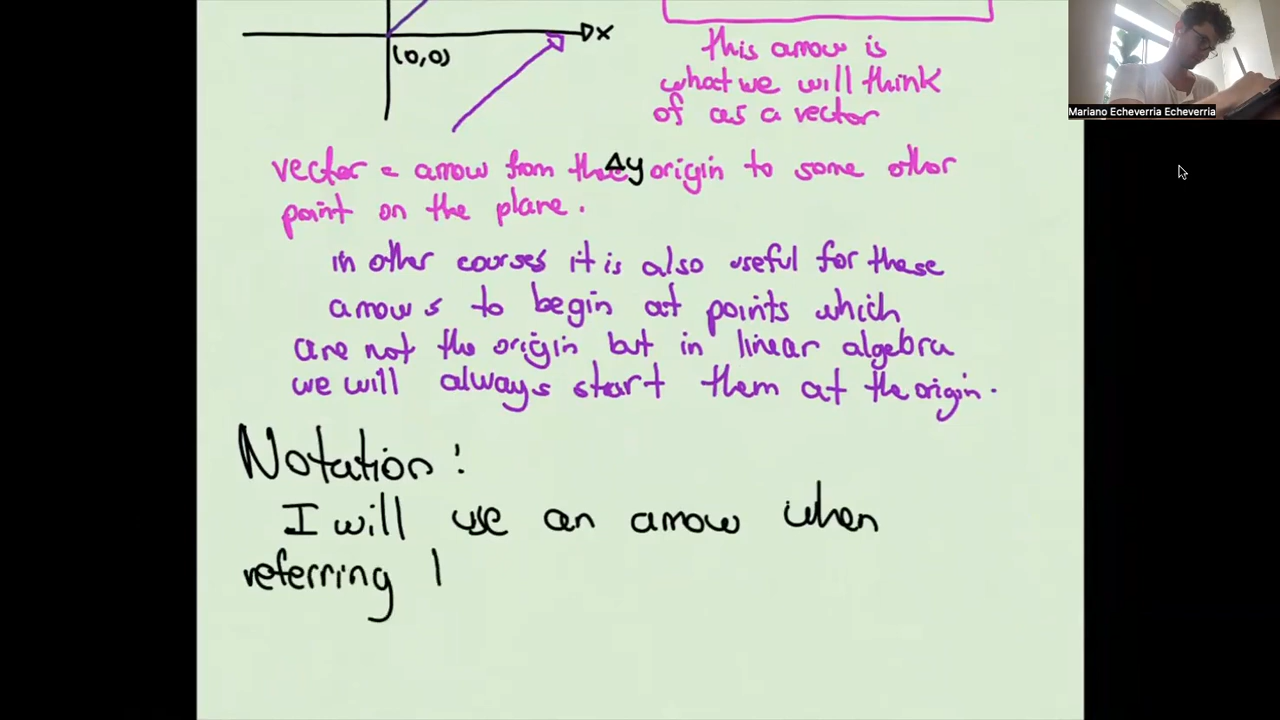 x
(0,0)
this arrow is
what we will think
of as a vector
Mariano Echeverria Echeverria
vector = arrow from the Δy origin to some other
point on the plane.
in other courses it is also useful for these
arrows to begin at points which
are not the origin but in linear algebra
we will always start them at the origin.
Notation:
I will use an arrow when
referring